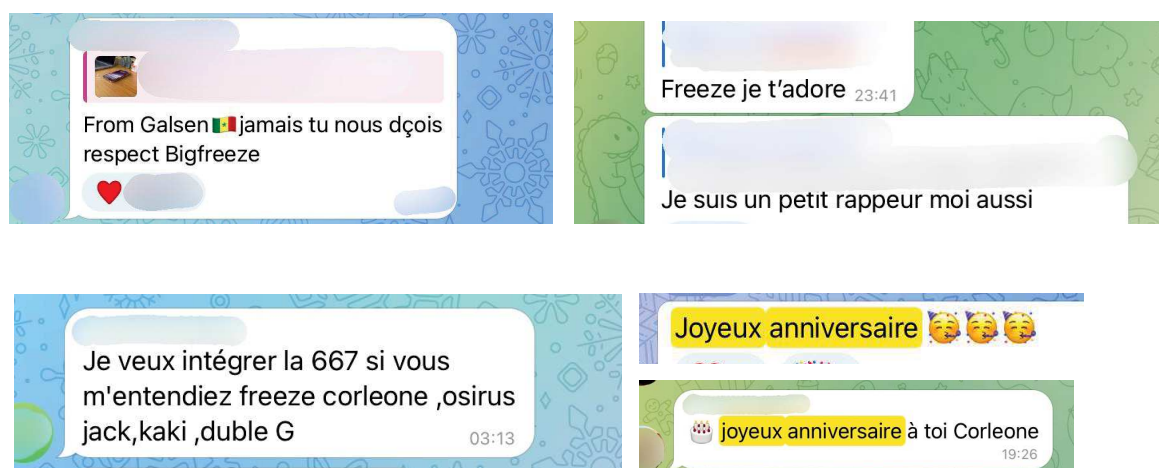 From Galsen🇸🇳jamais tu nous dçois
respect Bigfreeze
❤️
Freeze je t’adore 23:41
Je suis un petit rappeur moi aussi
Je veux intégrer la 667 si vous
m'entendiez freeze corleone ,osirus
jack,kaki ,duble G 03:13
Joyeux anniversaire 🥳🥳🥳
🎂 joyeux anniversaire à toi Corleone
19:26